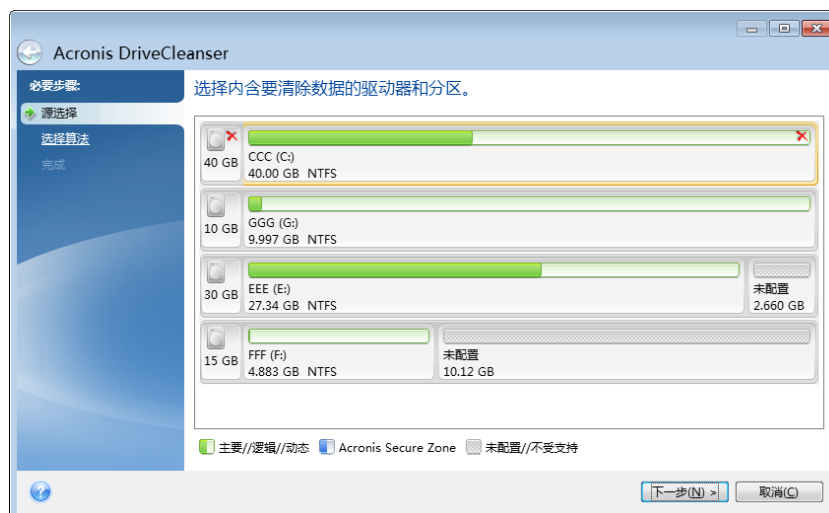 Acronis DriveCleanser
必要步骤:
源选择
选择算法
完成
选择内含要清除数据的驱动器和分区。
40 GB
CCC (C:)
40.00 GB NTFS
10 GB
GGG (G:)
9.997 GB NTFS
30 GB
EEE (E:)
27.34 GB NTFS
未配置
2.660 GB
15 GB
FFF (F:)
4.883 GB NTFS
未配置
10.12 GB
主要//逻辑//动态 Acronis Secure Zone 未配置//不受支持
下一步(N) > 取消(C)